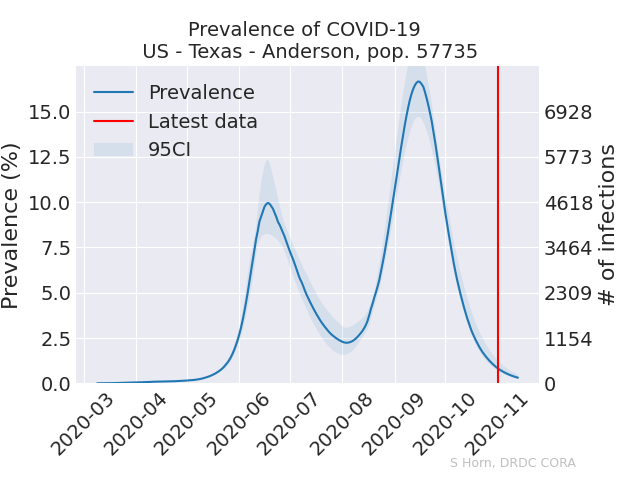 Prevalence of COVID-19
US - Texas - Anderson, pop. 57735
Prevalence
Latest data
95CI
Prevalence (%)
15.0
12.5
10.0
7.5
5.0
2.5
0.0
6928
5773
4618
3464
2309
1154
0
# of infections
2020-03
2020-04
2020-05
2020-06
2020-07
2020-08
2020-09
2020-10
2020-11
S Horn, DRDC CORA